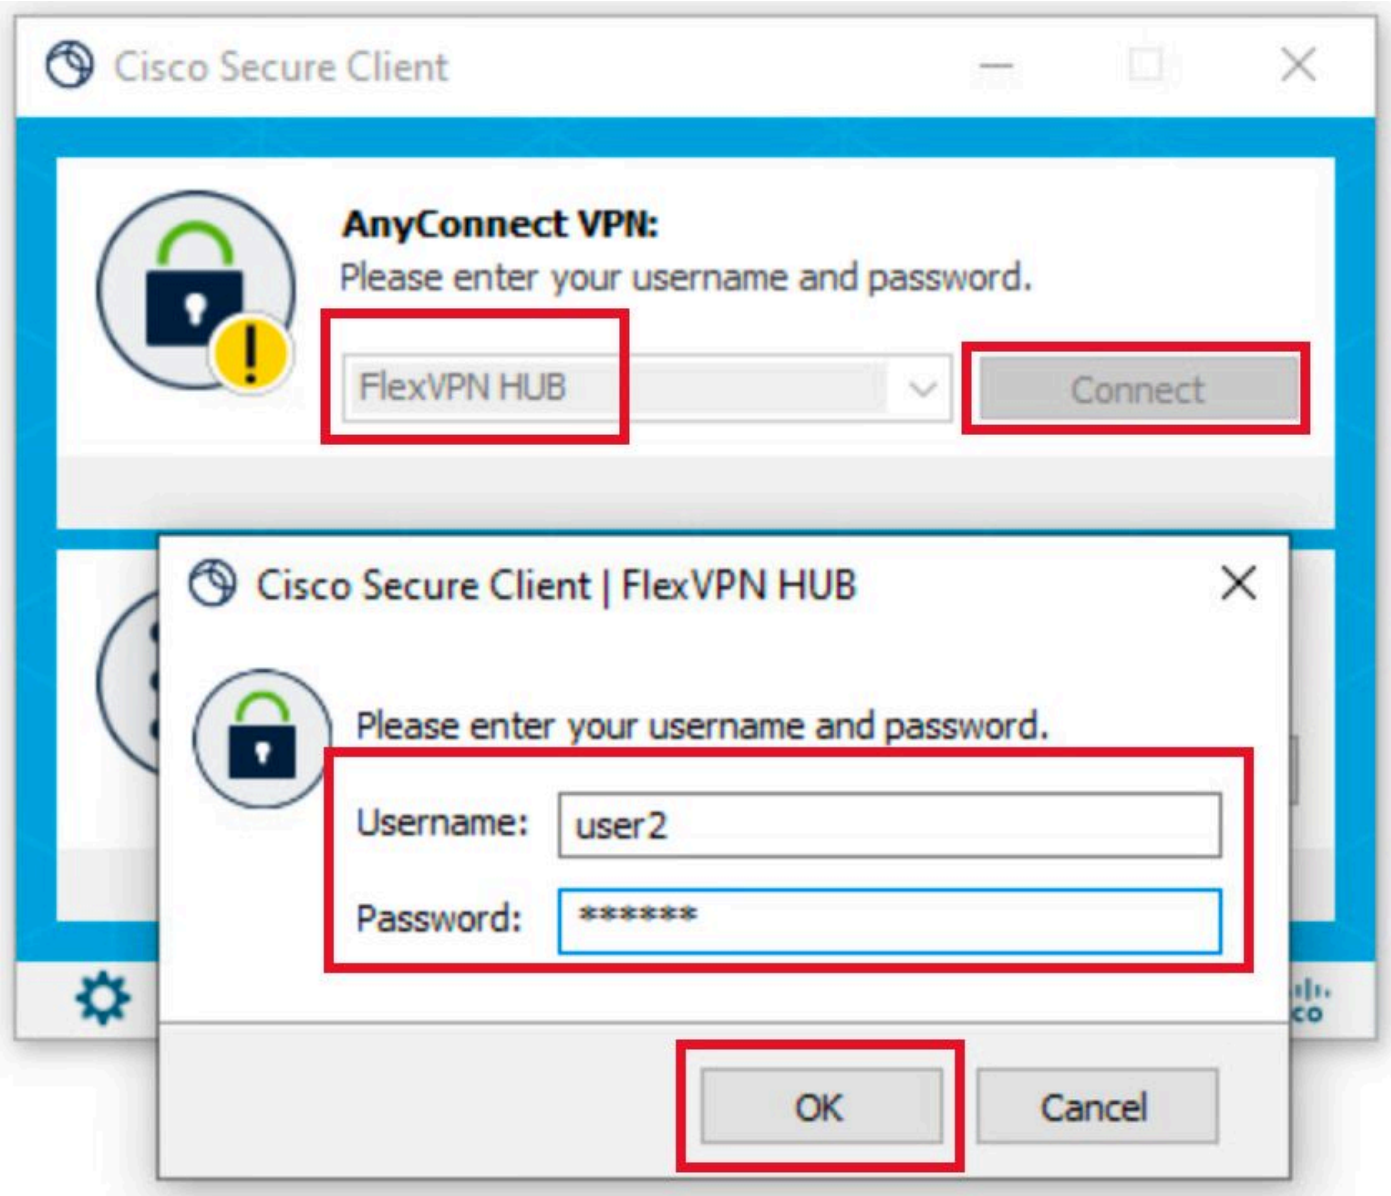 Cisco Secure Client
AnyConnect VPN:
Please enter your username and password.
FlexVPN HUB
Connect
Cisco Secure Client | FlexVPN HUB
Please enter your username and password.
Username: user2
Password: ******
co
OK
Cancel